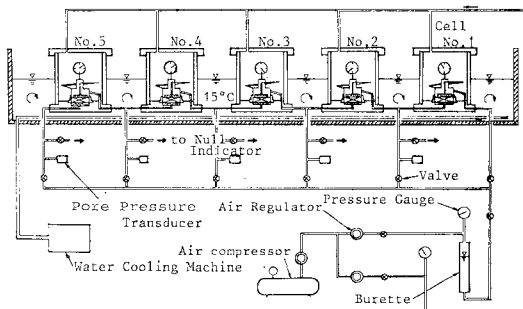 Cell
No.5 No.4 No.3 No.2 No.1
15°C
to Null
Indicator
Valve
Pore Pressure
Transducer
Pressure Gauge
Air Regulator
Air compressor
Water Cooling Machine
Burette